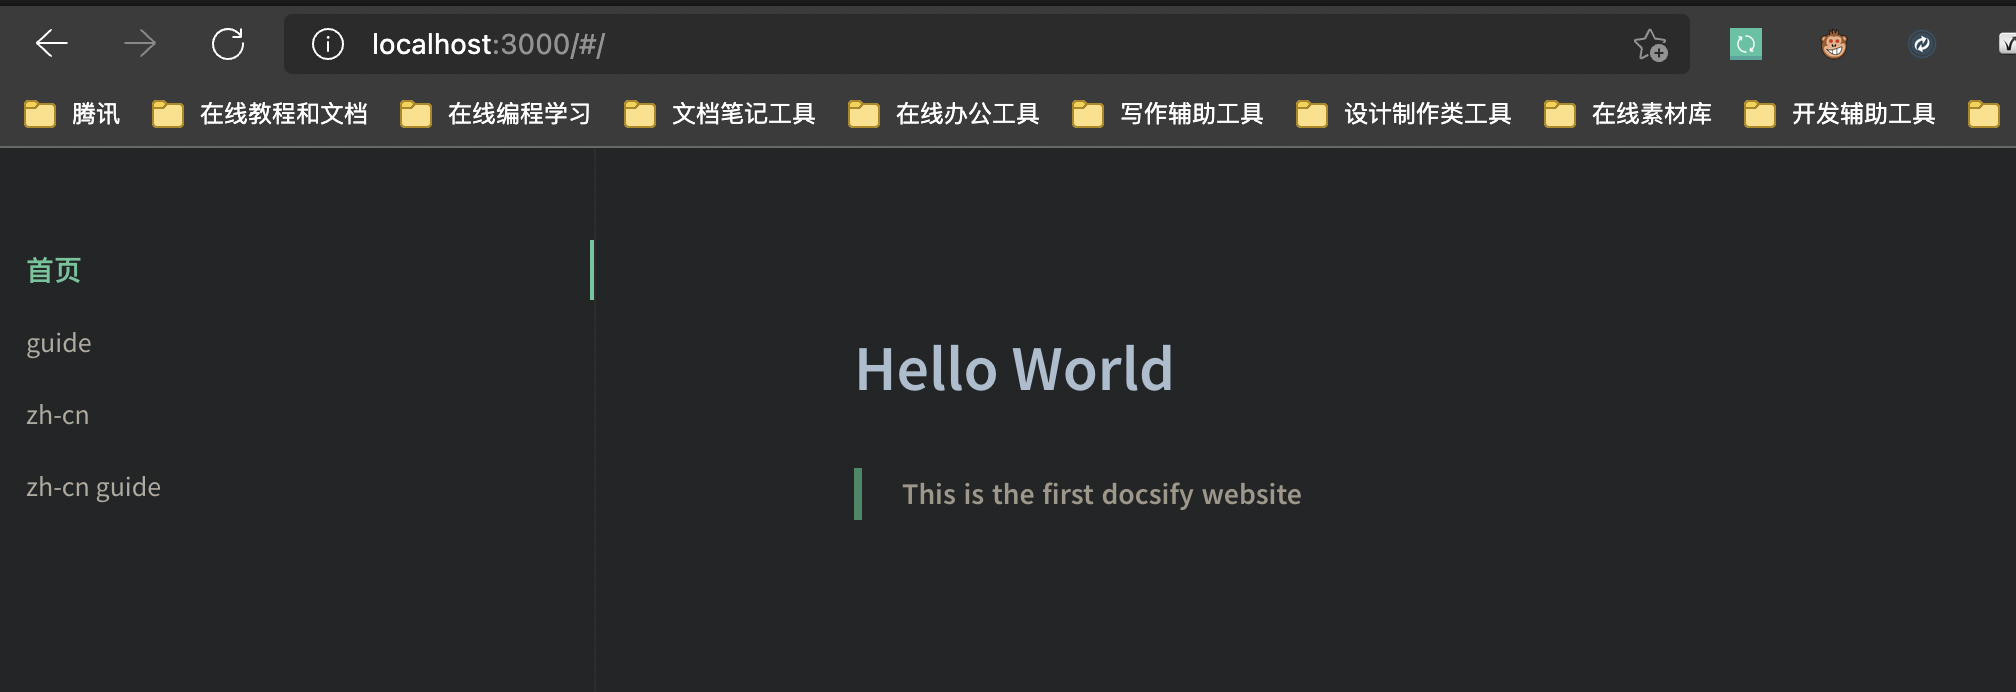 localhost:3000/#/
腾讯 在线教程和文档 在线编程学习 文档笔记工具 在线办公工具 写作辅助工具 设计制作类工具 在线素材库 开发辅助工具
首页
guide
zh-cn
zh-cn guide
Hello World
This is the first docsify website